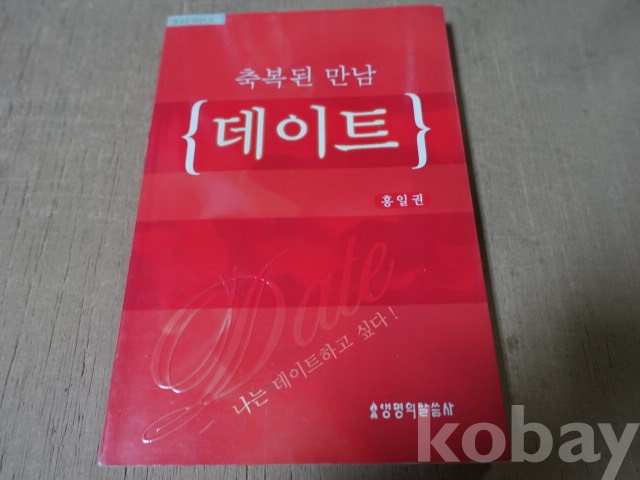 축복된 만남
{데이트}
홍일권
Date
나는 데이트하고 싶다!
생명의말씀사
kobay